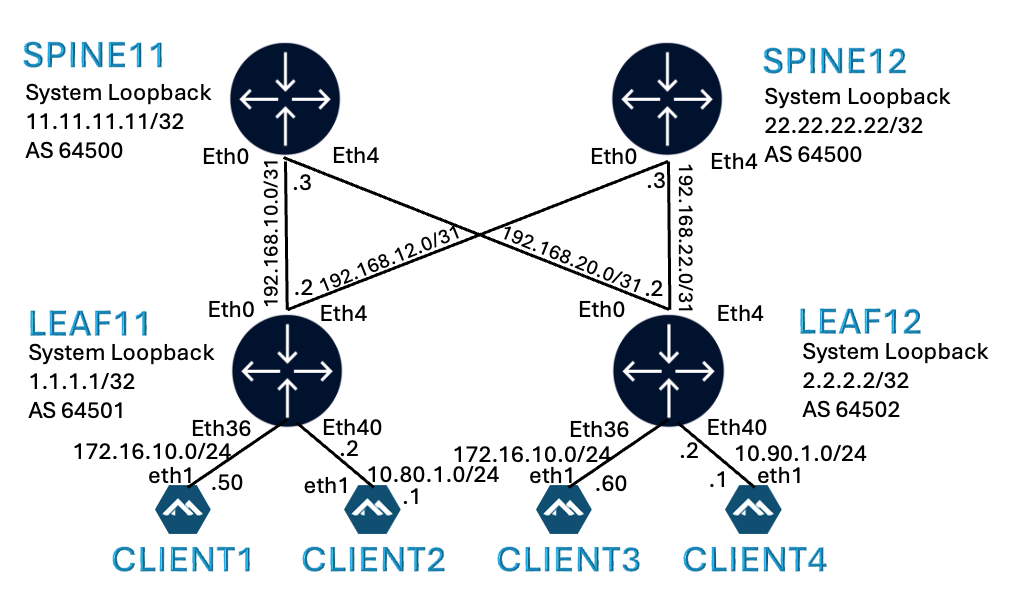 SPINE11
System Loopback
11.11.11.11/32
AS 64500
SPINE12
System Loopback
22.22.22.22/32
AS 64500
Eth0
Eth4
Eth0
Eth4
.3
.3
192.168.10.0/31
192.168.12.0/31
192.168.20.0/31
192.168.22.0/31
.2
.2
Eth0
Eth4
Eth0
Eth4
LEAF11
System Loopback
1.1.1.1/32
AS 64501
LEAF12
System Loopback
2.2.2.2/32
AS 64502
Eth36
Eth40
Eth36
Eth40
172.16.10.0/24
.2
172.16.10.0/24
.2
10.90.1.0/24
eth1
.50
eth1
10.80.1.0/24
.1
eth1
.60
.1
eth1
CLIENT1
CLIENT2
CLIENT3
CLIENT4